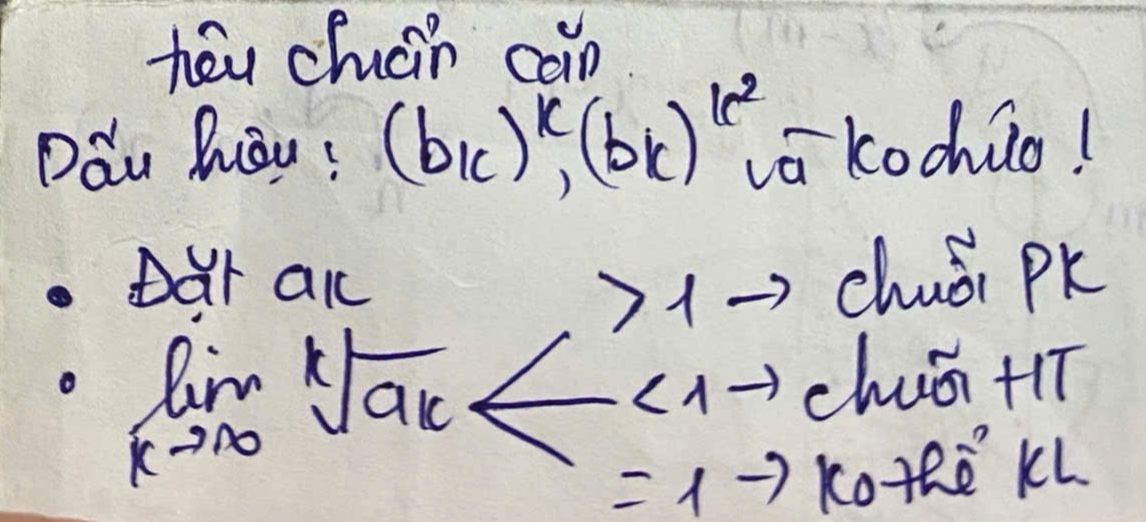 tiêu chuẩn căn
Dấu hiệu: (bk)^k, (bk)^k² và ko chứa !
• Đặt ak
> 1 → chuỗi PK
• lim k→∞ ᵏ√ak < 1 → chuỗi HT
= 1 → ko thể KL